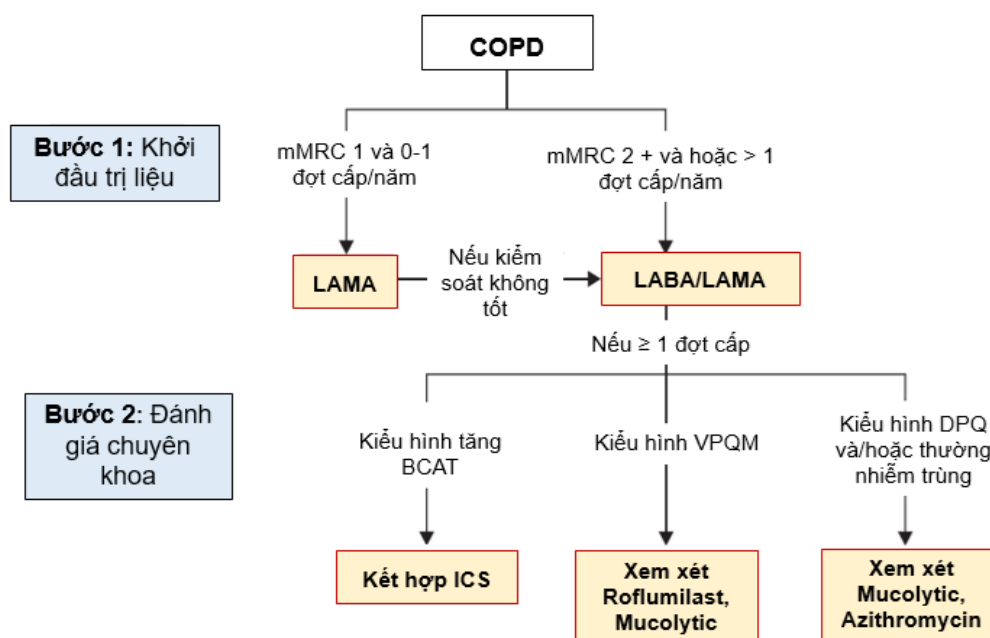 COPD
Bước 1: Khởi
đầu trị liệu
mMRC 1 và 0-1
đợt cấp/năm
mMRC 2 + và hoặc > 1
đợt cấp/năm
LAMA
Nếu kiểm
soát không
tốt
LABA/LAMA
Nếu ≥ 1 đợt cấp
Bước 2: Đánh
giá chuyên
khoa
Kiểu hình tăng
BCAT
Kiểu hình VPQM
Kiểu hình DPQ
và/hoặc thường
nhiễm trùng
Kết hợp ICS
Xem xét
Roflumilast,
Mucolytic
Xem xét
Mucolytic,
Azithromycin